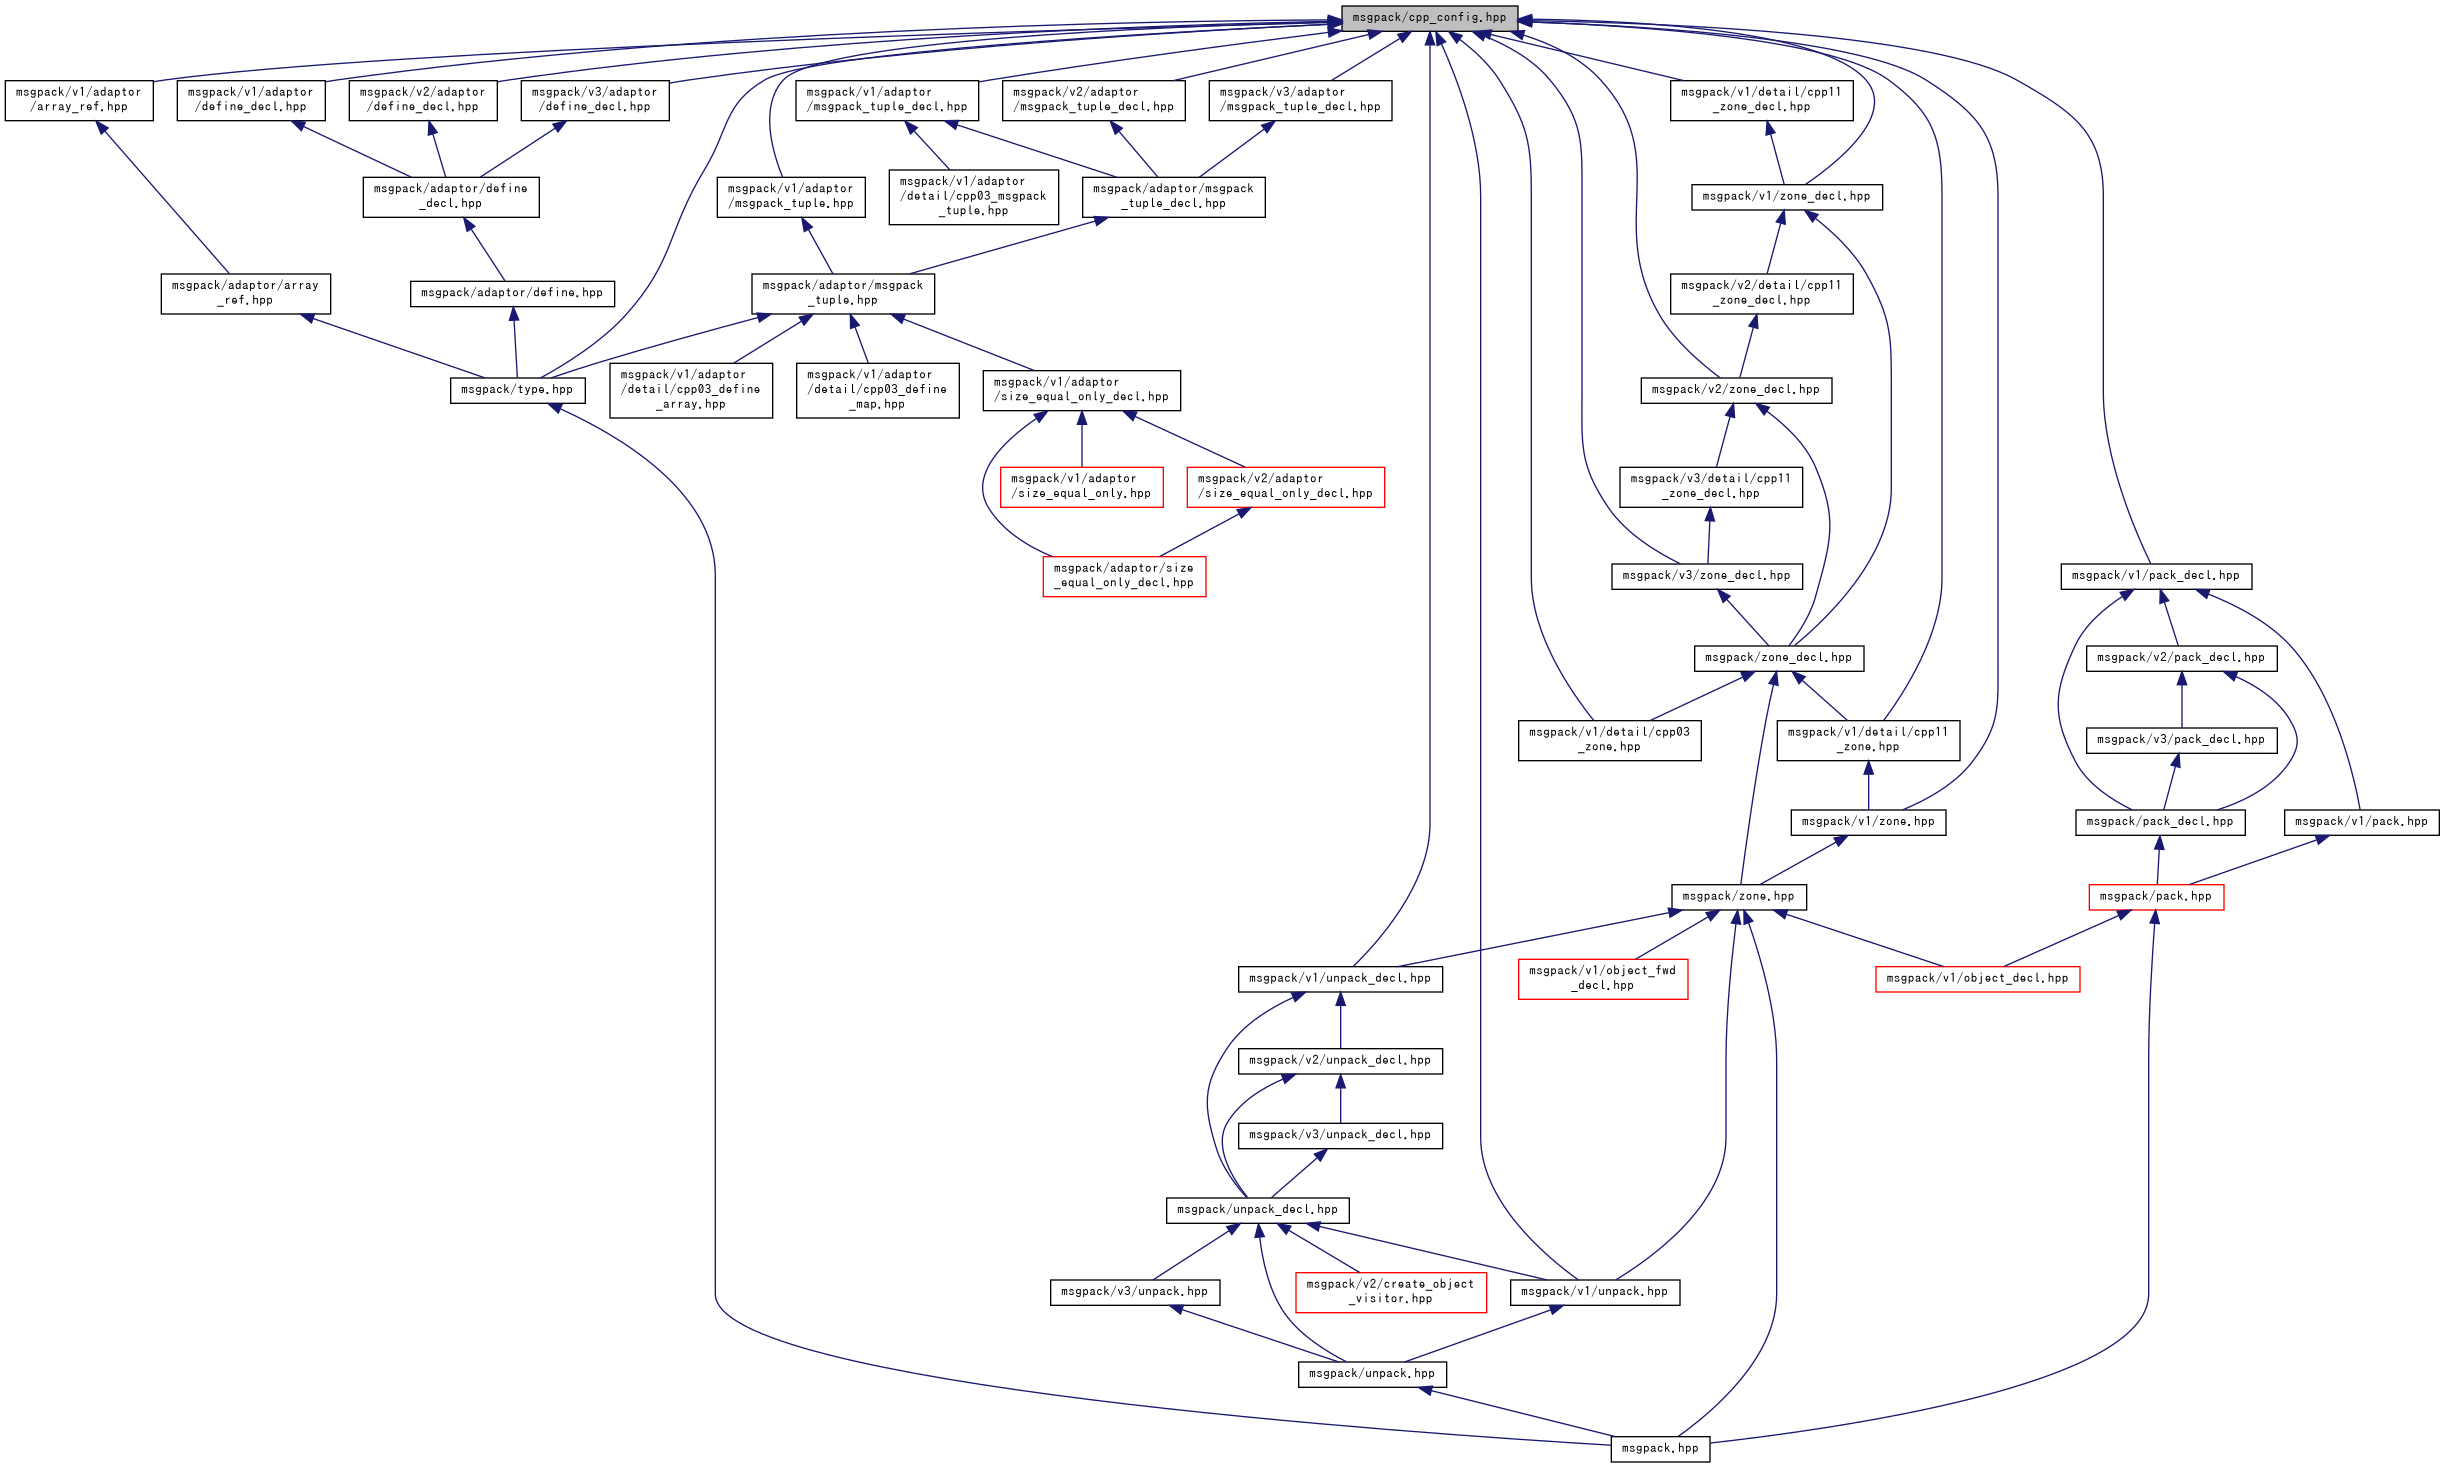 msgpack/cpp_config.hpp
msgpack/v1/adaptor
/array_ref.hpp
msgpack/v1/adaptor
/define_decl.hpp
msgpack/v2/adaptor
/define_decl.hpp
msgpack/v3/adaptor
/define_decl.hpp
msgpack/v1/adaptor
/msgpack_tuple_decl.hpp
msgpack/v2/adaptor
/msgpack_tuple_decl.hpp
msgpack/v3/adaptor
/msgpack_tuple_decl.hpp
msgpack/v1/detail/cpp11
_zone_decl.hpp
msgpack/adaptor/define
_decl.hpp
msgpack/v1/adaptor
/msgpack_tuple.hpp
msgpack/v1/adaptor
/detail/cpp03_msgpack
_tuple.hpp
msgpack/adaptor/msgpack
_tuple_decl.hpp
msgpack/v1/zone_decl.hpp
msgpack/adaptor/array
_ref.hpp
msgpack/adaptor/define.hpp
msgpack/adaptor/msgpack
_tuple.hpp
msgpack/v2/detail/cpp11
_zone_decl.hpp
msgpack/type.hpp
msgpack/v1/adaptor
/detail/cpp03_define
_array.hpp
msgpack/v1/adaptor
/detail/cpp03_define
_map.hpp
msgpack/v1/adaptor
/size_equal_only_decl.hpp
msgpack/v2/zone_decl.hpp
msgpack/v1/adaptor
/size_equal_only.hpp
msgpack/v2/adaptor
/size_equal_only_decl.hpp
msgpack/v3/detail/cpp11
_zone_decl.hpp
msgpack/adaptor/size
_equal_only_decl.hpp
msgpack/v3/zone_decl.hpp
msgpack/v1/pack_decl.hpp
msgpack/zone_decl.hpp
msgpack/v2/pack_decl.hpp
msgpack/v1/detail/cpp03
_zone.hpp
msgpack/v1/detail/cpp11
_zone.hpp
msgpack/v3/pack_decl.hpp
msgpack/v1/zone.hpp
msgpack/pack_decl.hpp
msgpack/v1/pack.hpp
msgpack/zone.hpp
msgpack/pack.hpp
msgpack/v1/unpack_decl.hpp
msgpack/v1/object_fwd
_decl.hpp
msgpack/v1/object_decl.hpp
msgpack/v2/unpack_decl.hpp
msgpack/v3/unpack_decl.hpp
msgpack/unpack_decl.hpp
msgpack/v3/unpack.hpp
msgpack/v2/create_object
_visitor.hpp
msgpack/v1/unpack.hpp
msgpack/unpack.hpp
msgpack.hpp